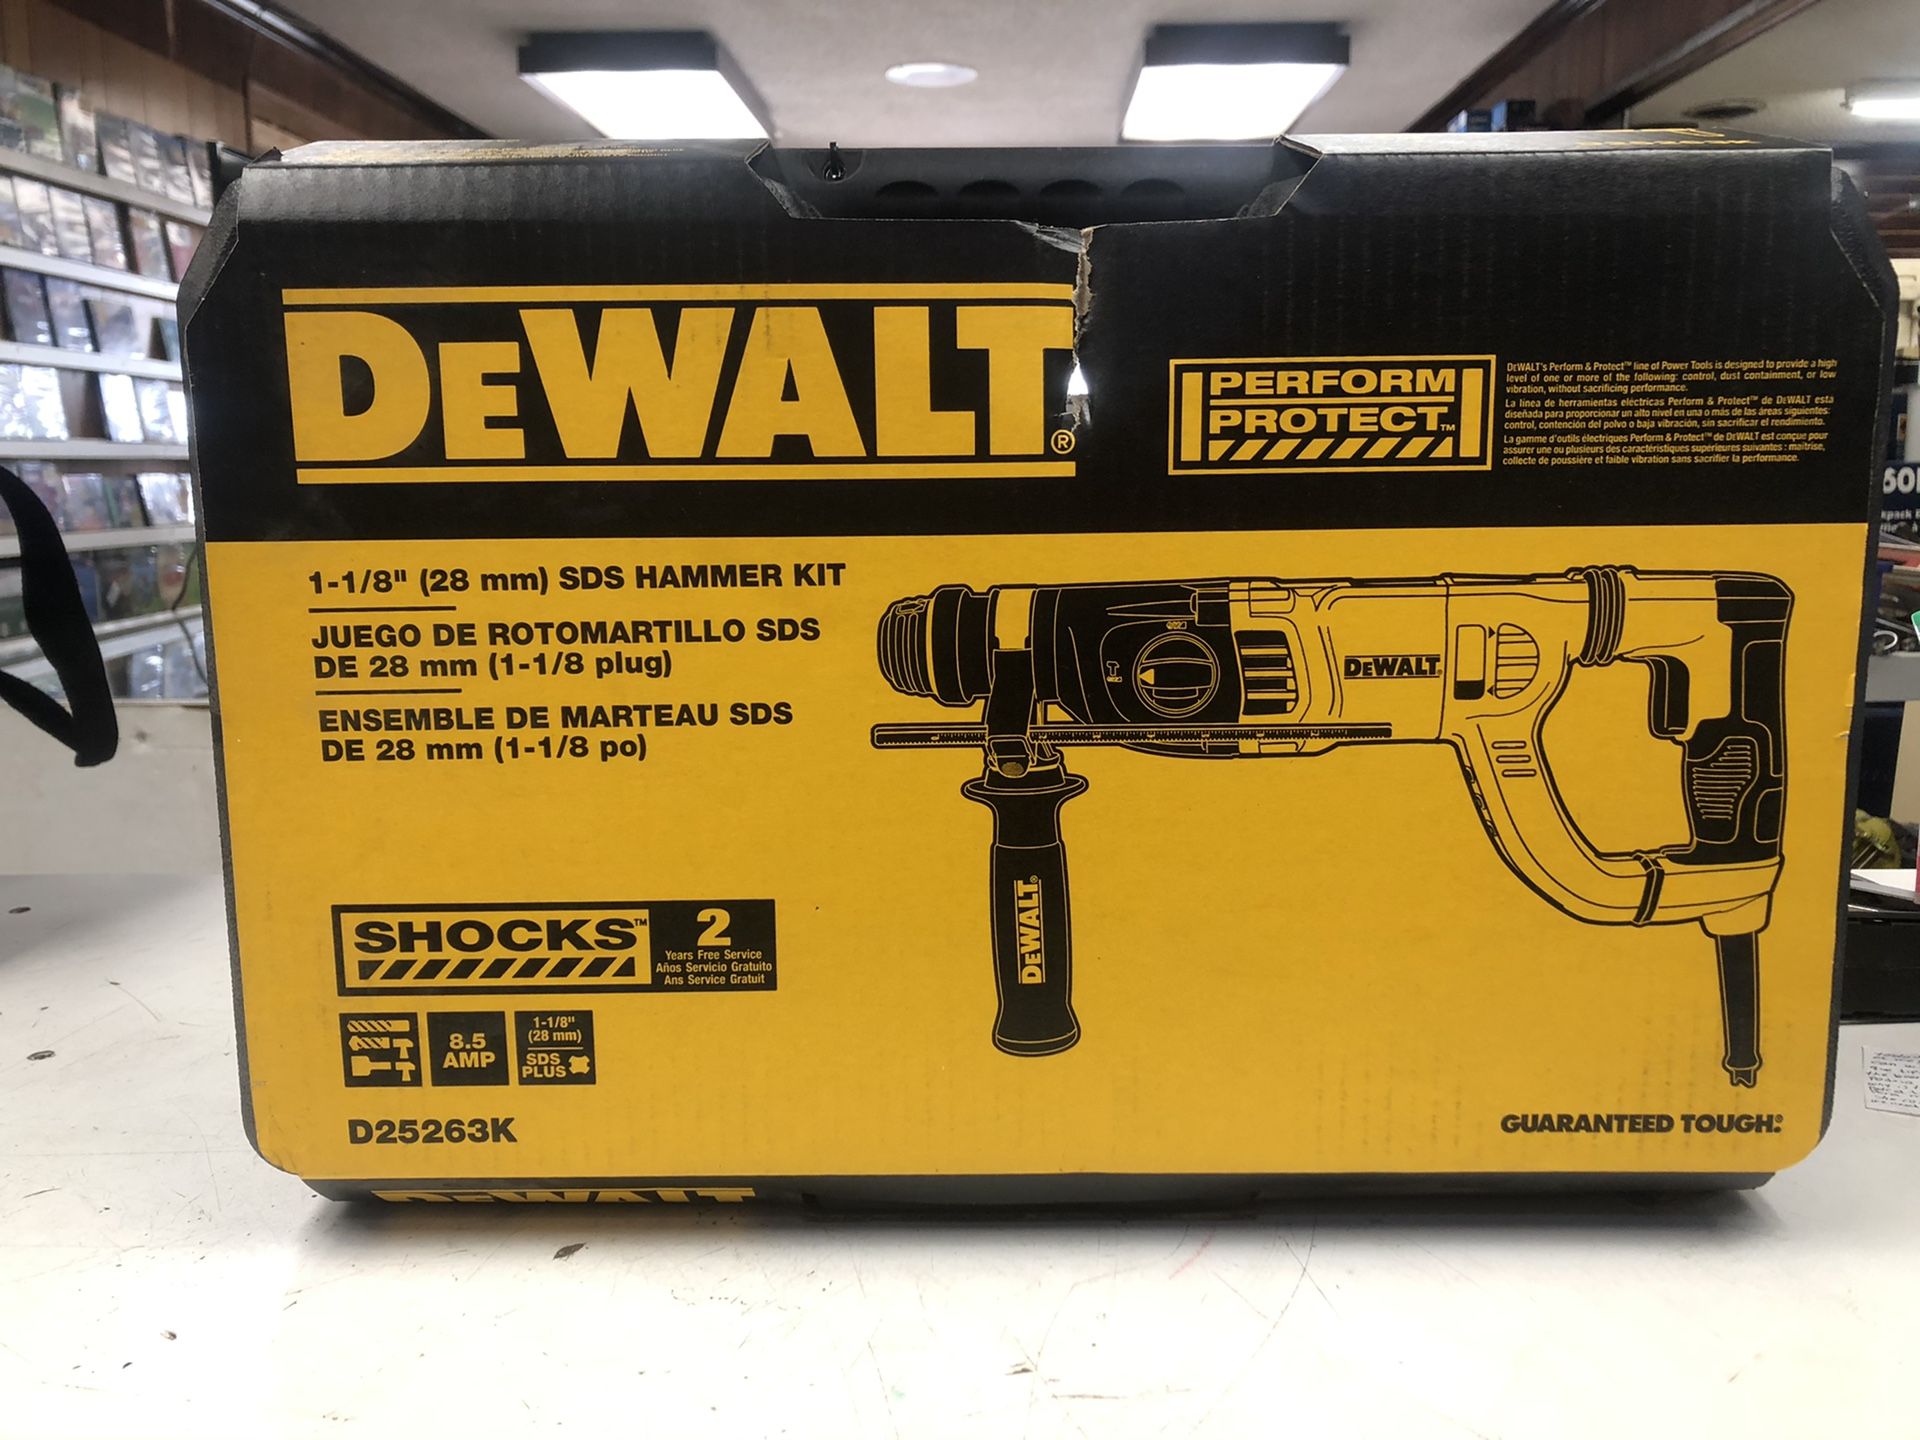 DEWALT®
PERFORM
PROTECT™
DEWALT's Perform & Protect™ line of Power Tools is designed to provide a high
level of one or more of the following: control, dust containment, or low
vibration, without sacrificing performance.
La línea de herramientas eléctricas Perform & Protect™ de DEWALT está
diseñada para proporcionar un alto nivel en una o más de las áreas siguientes:
control, contención del polvo o baja vibración, sin sacrificar el rendimiento.
La gamme d'outils électriques Perform & Protect™ de DEWALT est conçue pour
assurer une ou plusieurs des caractéristiques supérieures suivantes : maîtrise,
collecte de poussière et faible vibration sans sacrifier la performance.
1-1/8" (28 mm) SDS HAMMER KIT
JUEGO DE ROTOMARTILLO SDS
DE 28 mm (1-1/8 plug)
ENSEMBLE DE MARTEAU SDS
DE 28 mm (1-1/8 po)
DEWALT
DEWALT®
SHOCKS™
2
Years Free Service
Años Servicio Gratuito
Ans Service Gratuit
8.5
AMP
1-1/8"
(28 mm)
SDS
PLUS
D25263K
GUARANTEED TOUGH.®
DEWALT